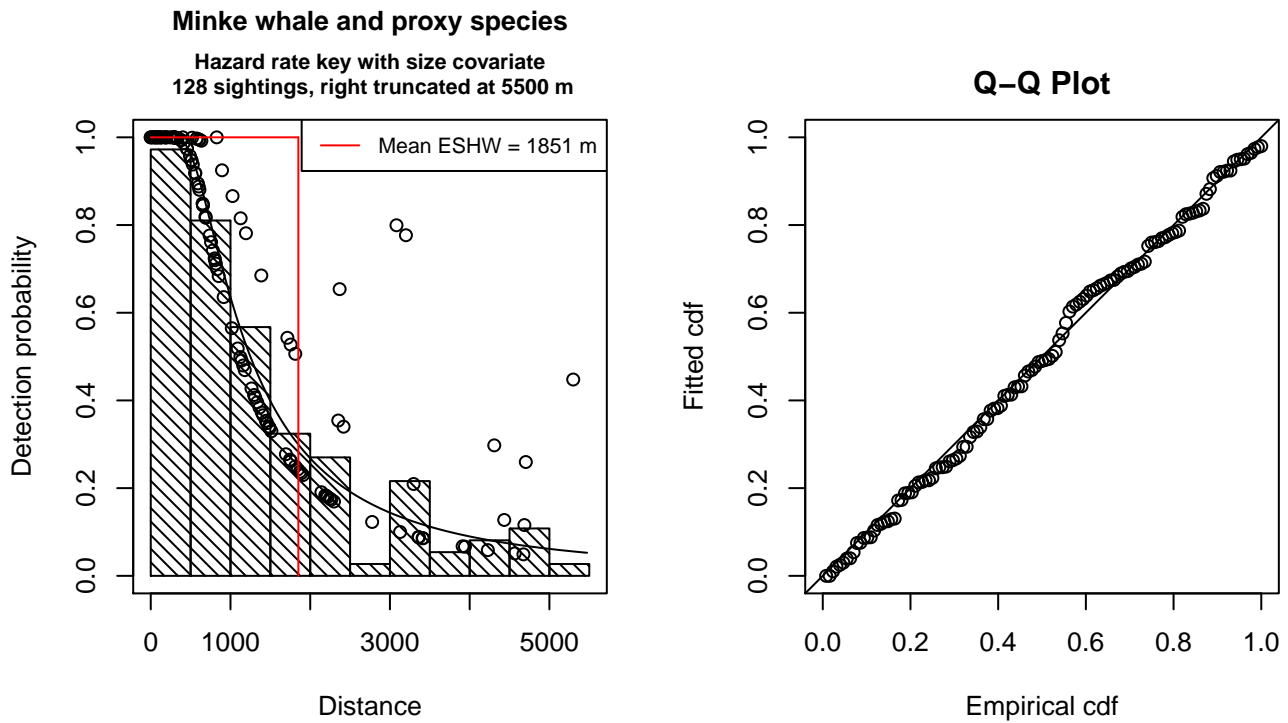 Minke whale and proxy species
Hazard rate key with size covariate
128 sightings, right truncated at 5500 m
Mean ESHW = 1851 m
Detection probability
0.0 0.2 0.4 0.6 0.8 1.0
0 1000 3000 5000
Distance
Q−Q Plot
Fitted cdf
0.0 0.2 0.4 0.6 0.8 1.0
0.0 0.2 0.4 0.6 0.8 1.0
Empirical cdf